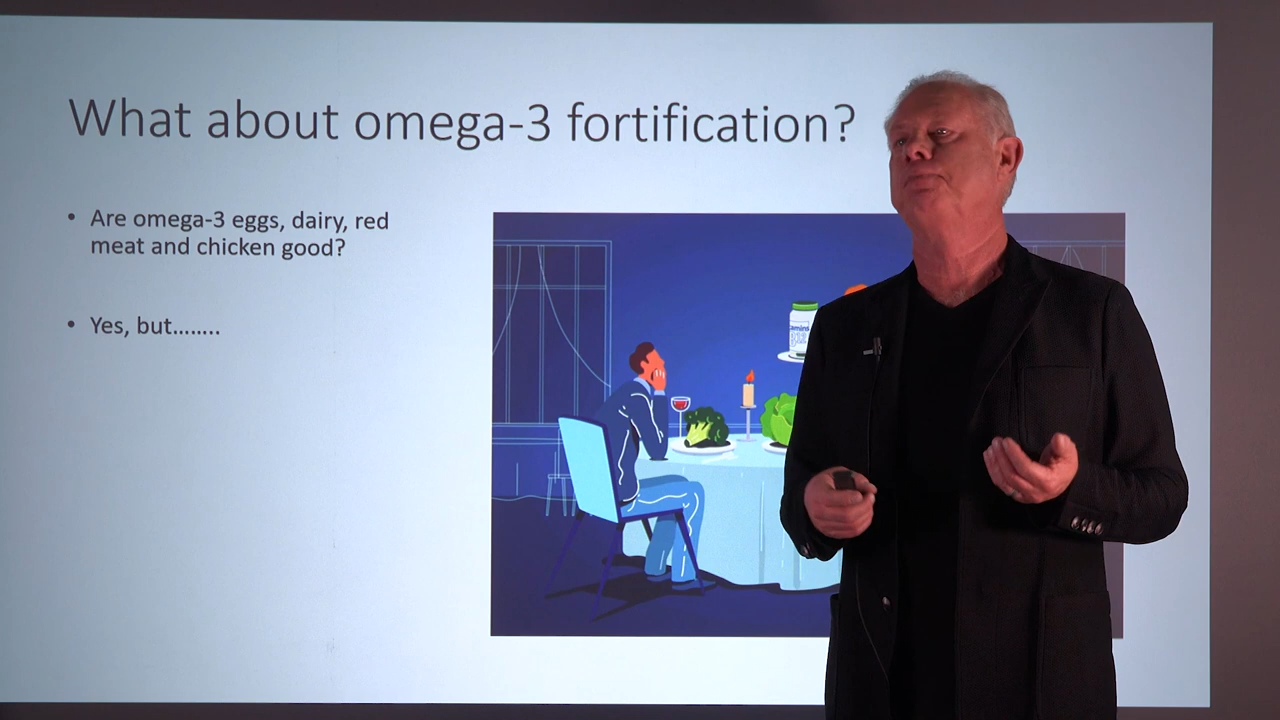 What about omega-3 fortification?
• Are omega-3 eggs, dairy, red
meat and chicken good?
• Yes, but........